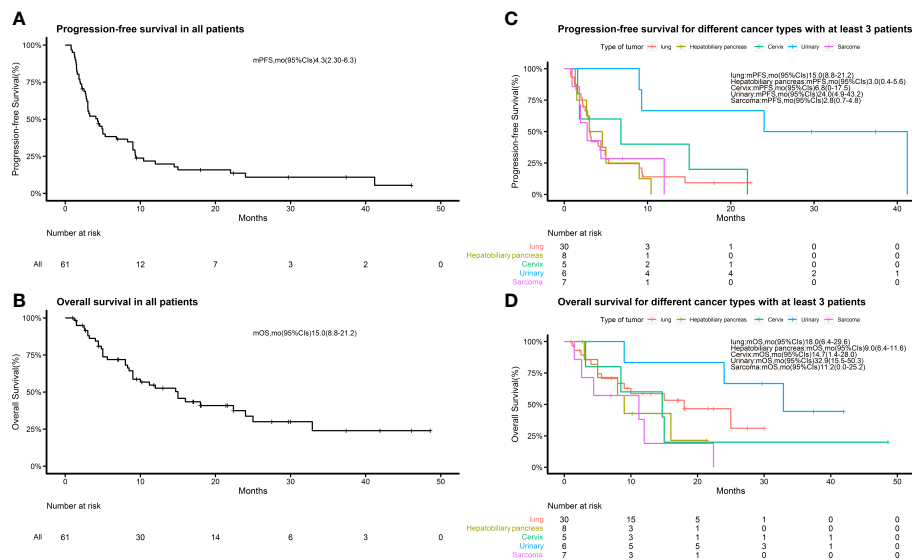 A
Progression-free survival in all patients
mPFS,mo(95%CIs)4.3(2.30-6.3)
Progression-free Survival(%)
100%
75%
50%
25%
0%
0 10 20 30 40 50
Months
Number at risk
All 61 12 7 3 2 0
B
Overall survival in all patients
mOS,mo(95%CIs)15.0(8.8-21.2)
Overall Survival(%)
100%
75%
50%
25%
0%
0 10 20 30 40 50
Months
Number at risk
All 61 30 14 6 3 0
C
Progression-free survival for different cancer types with at least 3 patients
Type of tumor lung Hepatobiliary pancreas Cervix Urinary Sarcoma
lung:mPFS,mo(95%CIs)15.0(8.8-21.2)
Hepatobiliary pancreas:mPFS,mo(95%CIs)3.0(0.4-5.6)
Cervix:mPFS,mo(95%CIs)6.8(0-17.5)
Urinary:mPFS,mo(95%CIs)24.0(4.9-43.2)
Sarcoma:mPFS,mo(95%CIs)2.8(0.7-4.8)
Progression-free Survival(%)
100%
75%
50%
25%
0%
0 10 20 30 40
Months
Number at risk
lung 30 3 1 0 0
Hepatobiliary pancreas 8 1 0 0 0
Cervix 5 2 1 0 0
Urinary 6 4 4 2 1
Sarcoma 7 1 0 0 0
D
Overall survival for different cancer types with at least 3 patients
Type of tumor lung Hepatobiliary pancreas Cervix Urinary Sarcoma
lung:mOS,mo(95%CIs)18.0(6.4-29.6)
Hepatobiliary pancreas:mOS,mo(95%CIs)9.0(6.4-11.6)
Cervix:mOS,mo(95%CIs)14.7(1.4-28.0)
Urinary:mOS,mo(95%CIs)32.9(15.5-50.3)
Sarcoma:mOS,mo(95%CIs)11.2(0.0-25.2)
Overall Survival(%)
100%
75%
50%
25%
0%
0 10 20 30 40 50
Months
Number at risk
lung 30 15 5 1 0 0
Hepatobiliary pancreas 8 3 1 0 0 0
Cervix 5 3 1 1 1 0
Urinary 6 5 5 3 1 0
Sarcoma 7 3 1 0 0 0